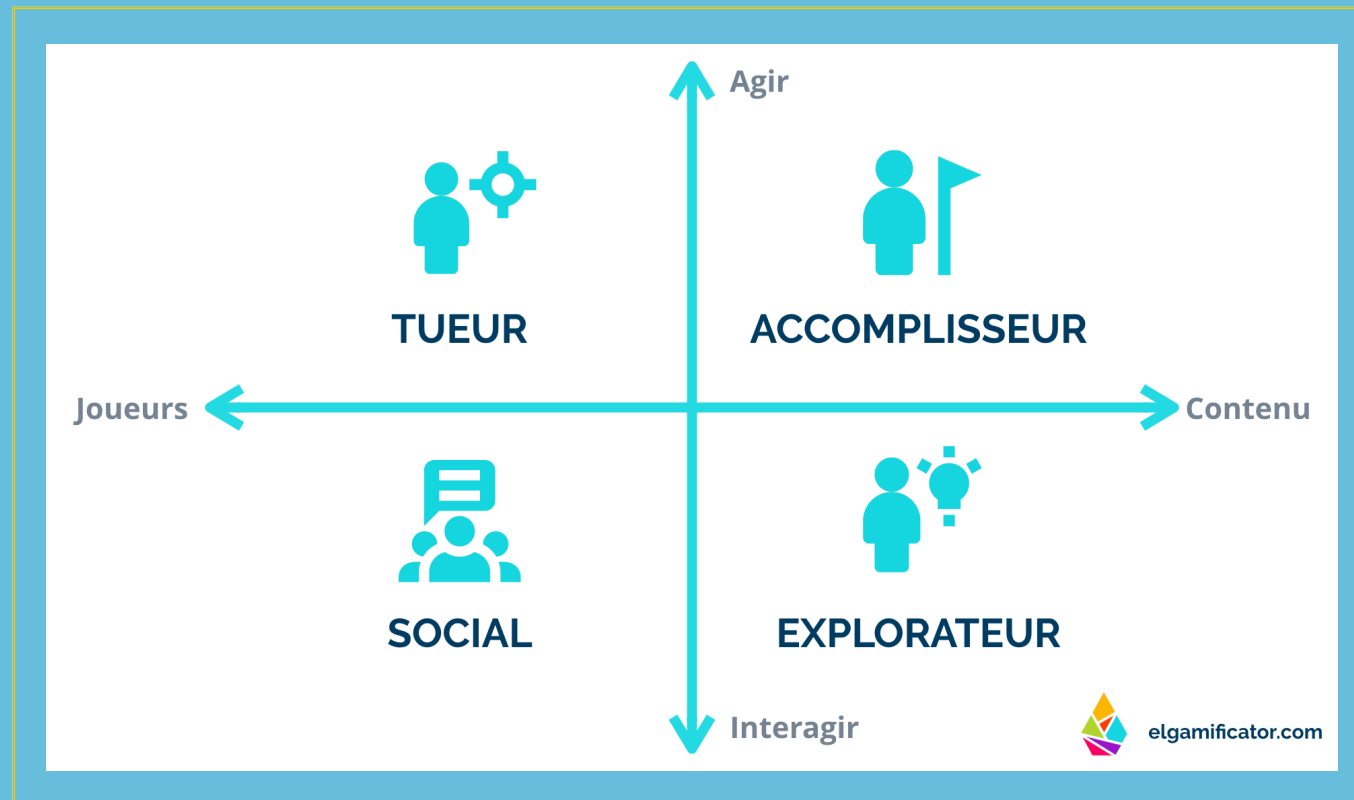 Agir
TUEUR
ACCOMPLISSEUR
Joueurs
Contenu
SOCIAL
EXPLORATEUR
Interagir
elgamificator.com